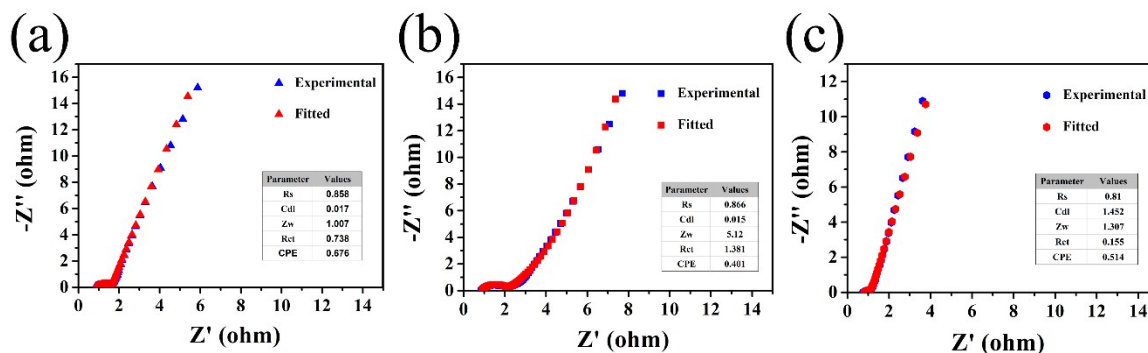 (a)
-Z'' (ohm)
16
14
12
10
8
6
4
2
0
Experimental
Fitted
Parameter Values
Rs 0.858
Cdl 0.017
Zw 1.007
Rct 0.738
CPE 0.676
0 2 4 6 8 10 12 14
Z' (ohm)
(b)
-Z'' (ohm)
16
14
12
10
8
6
4
2
0
Experimental
Fitted
Parameter Values
Rs 0.866
Cdl 0.015
Zw 5.12
Rct 1.381
CPE 0.401
0 2 4 6 8 10 12 14
Z' (ohm)
(c)
-Z'' (ohm)
12
10
8
6
4
2
0
Experimental
Fitted
Parameter Values
Rs 0.81
Cdl 1.452
Zw 1.307
Rct 0.155
CPE 0.514
0 2 4 6 8 10 12 14
Z' (ohm)